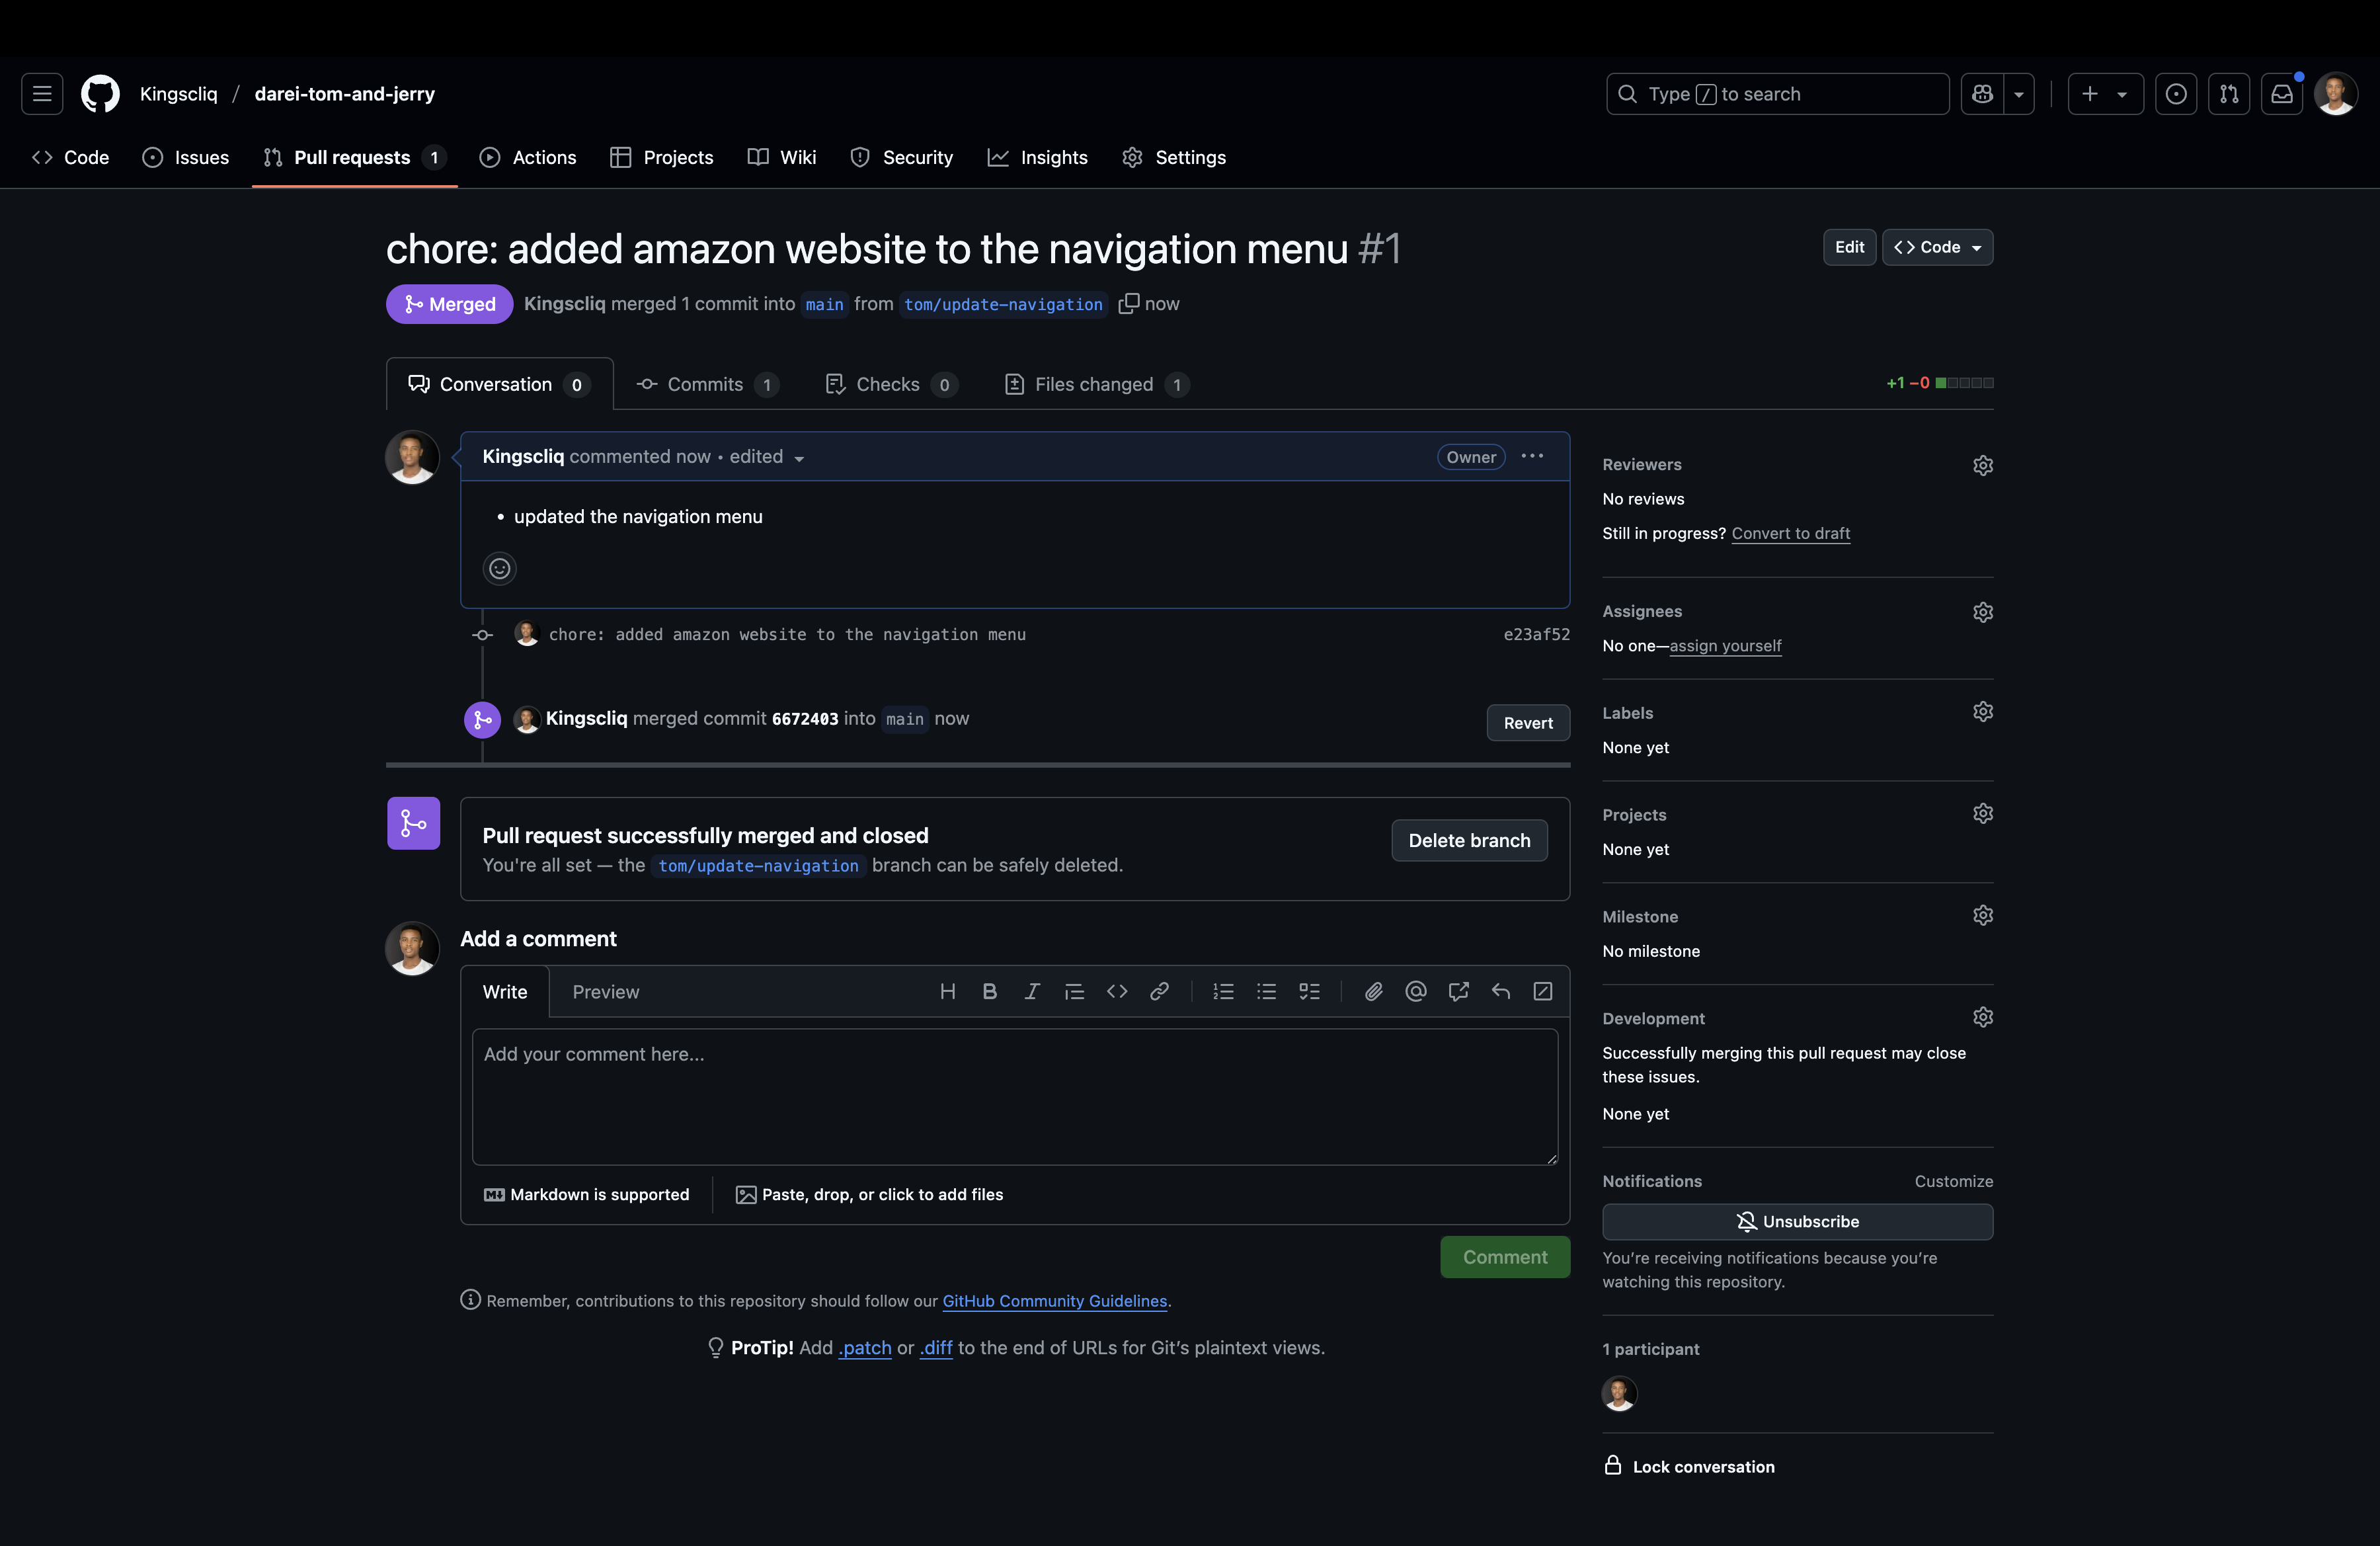 Kingscliq / darei-tom-and-jerry
Type / to search
Code
Issues
Pull requests 1
Actions
Projects
Wiki
Security
Insights
Settings
chore: added amazon website to the navigation menu #1
Edit
Code
Merged
Kingscliq merged 1 commit into main from tom/update-navigation now
Conversation 0
Commits 1
Checks 0
Files changed 1
+1 −0
Kingscliq commented now • edited
Owner
• updated the navigation menu
chore: added amazon website to the navigation menu
e23af52
Kingscliq merged commit 6672403 into main now
Revert
Pull request successfully merged and closed
You're all set — the tom/update-navigation branch can be safely deleted.
Delete branch
Add a comment
Write
Preview
Add your comment here...
Markdown is supported
Paste, drop, or click to add files
Comment
Remember, contributions to this repository should follow our GitHub Community Guidelines.
ProTip! Add .patch or .diff to the end of URLs for Git’s plaintext views.
Reviewers
No reviews
Still in progress? Convert to draft
Assignees
No one—assign yourself
Labels
None yet
Projects
None yet
Milestone
No milestone
Development
Successfully merging this pull request may close
these issues.
None yet
Notifications
Customize
Unsubscribe
You’re receiving notifications because you’re
watching this repository.
1 participant
Lock conversation